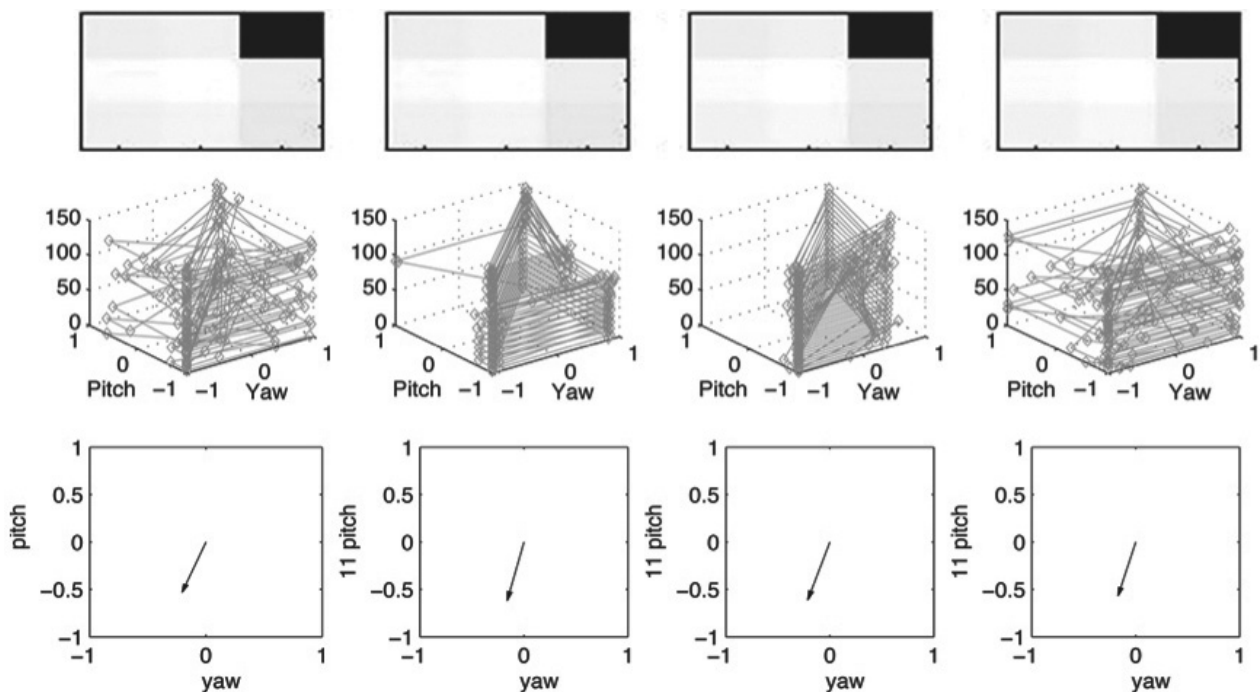 150 150 150 150
100 100 100 100
50 50 50 50
0 0 0 0
1 1 1 1 1 1 1 1
0 0 0 0 0 0 0 0
Pitch −1 −1 Yaw Pitch −1 −1 Yaw Pitch −1 −1 Yaw Pitch −1 −1 Yaw
1 1 1 1
0.5 0.5 0.5 0.5
pitch 0 11 pitch 0 11 pitch 0 11 pitch 0
−0.5 −0.5 −0.5 −0.5
−1 −1 −1 −1
−1 0 1 −1 0 1 −1 0 1 −1 0 1
yaw yaw yaw yaw